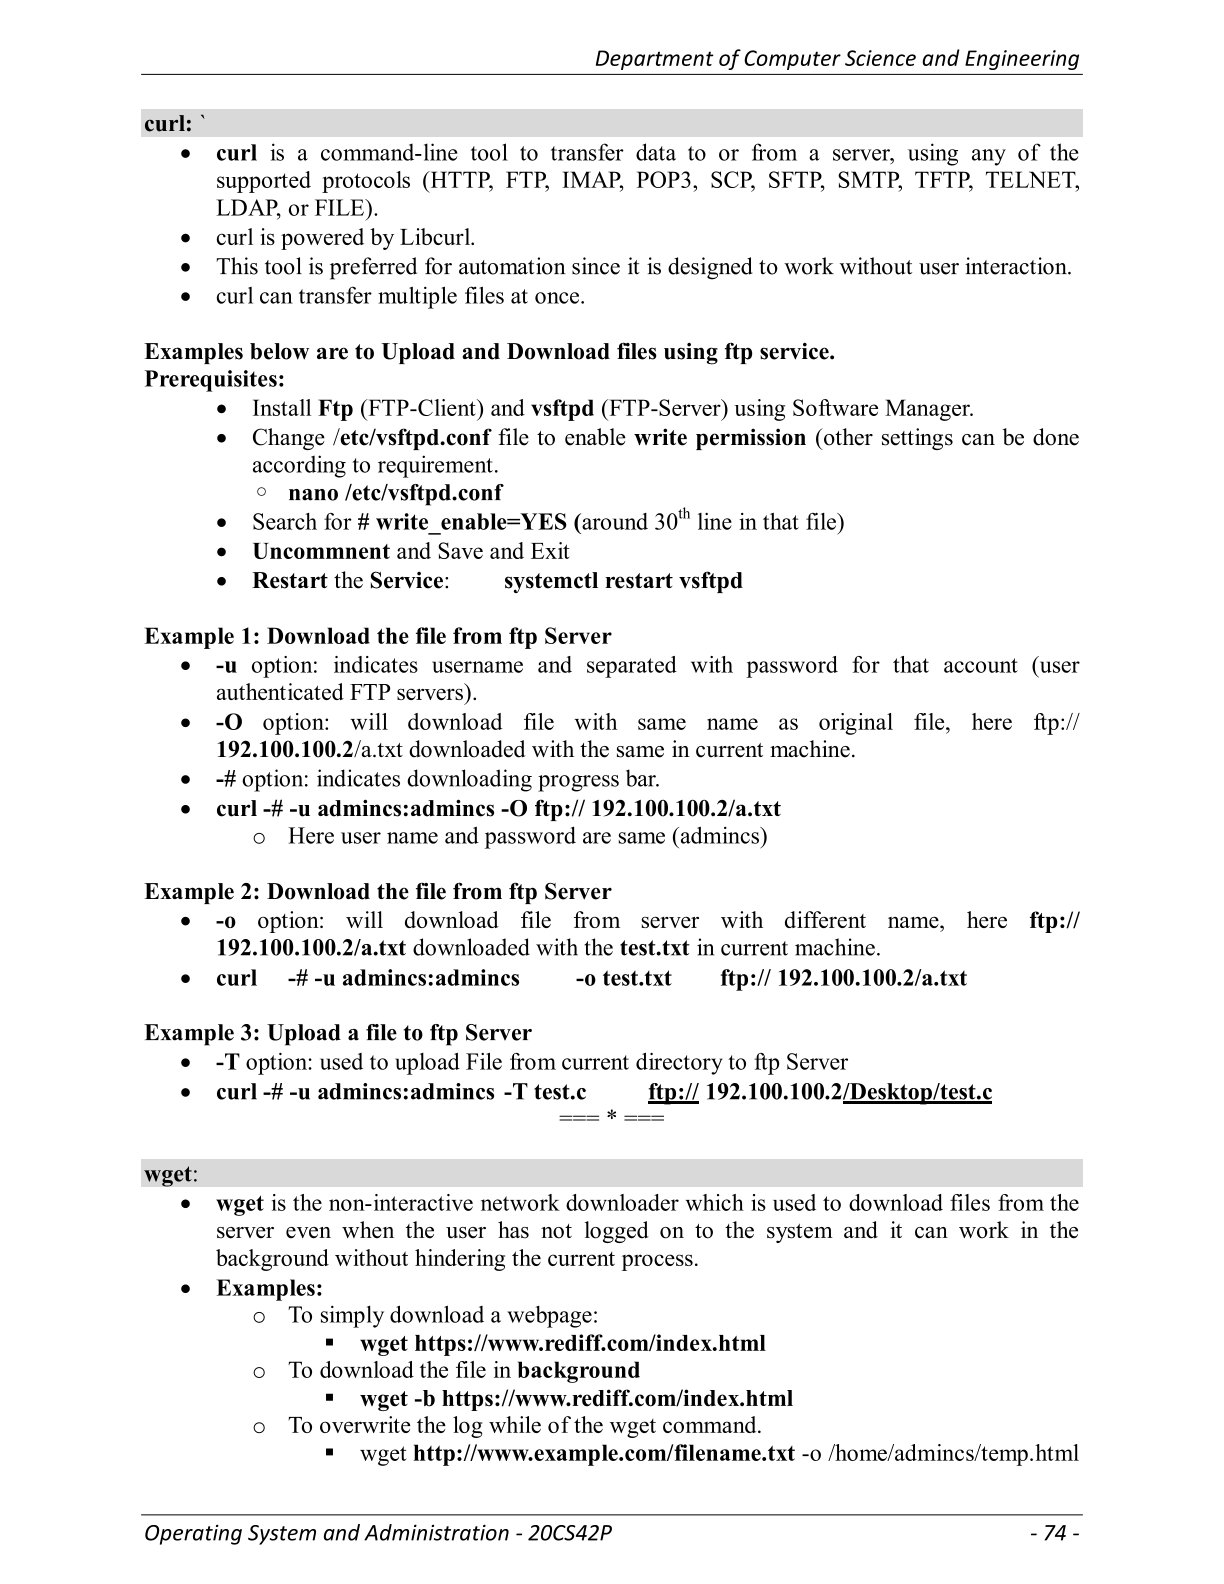 Department of Computer Science and Engineering
curl: `
• curl is a command-line tool to transfer data to or from a server, using any of the
supported protocols (HTTP, FTP, IMAP, POP3, SCP, SFTP, SMTP, TFTP, TELNET,
LDAP, or FILE).
• curl is powered by Libcurl.
• This tool is preferred for automation since it is designed to work without user interaction.
• curl can transfer multiple files at once.
Examples below are to Upload and Download files using ftp service.
Prerequisites:
• Install Ftp (FTP-Client) and vsftpd (FTP-Server) using Software Manager.
• Change /etc/vsftpd.conf file to enable write permission (other settings can be done
according to requirement.
○ nano /etc/vsftpd.conf
• Search for # write_enable=YES (around 30th line in that file)
• Uncommnent and Save and Exit
• Restart the Service: systemctl restart vsftpd
Example 1: Download the file from ftp Server
• -u option: indicates username and separated with password for that account (user
authenticated FTP servers).
• -O option: will download file with same name as original file, here ftp://
192.100.100.2/a.txt downloaded with the same in current machine.
• -# option: indicates downloading progress bar.
• curl -# -u admincs:admincs -O ftp:// 192.100.100.2/a.txt
o Here user name and password are same (admincs)
Example 2: Download the file from ftp Server
• -o option: will download file from server with different name, here ftp://
192.100.100.2/a.txt downloaded with the test.txt in current machine.
• curl -# -u admincs:admincs -o test.txt ftp:// 192.100.100.2/a.txt
Example 3: Upload a file to ftp Server
• -T option: used to upload File from current directory to ftp Server
• curl -# -u admincs:admincs -T test.c ftp:// 192.100.100.2/Desktop/test.c
=== * ===
wget:
• wget is the non-interactive network downloader which is used to download files from the
server even when the user has not logged on to the system and it can work in the
background without hindering the current process.
• Examples:
o To simply download a webpage:
▪ wget https://www.rediff.com/index.html
o To download the file in background
▪ wget -b https://www.rediff.com/index.html
o To overwrite the log while of the wget command.
▪ wget http://www.example.com/filename.txt -o /home/admincs/temp.html
Operating System and Administration - 20CS42P - 74 -